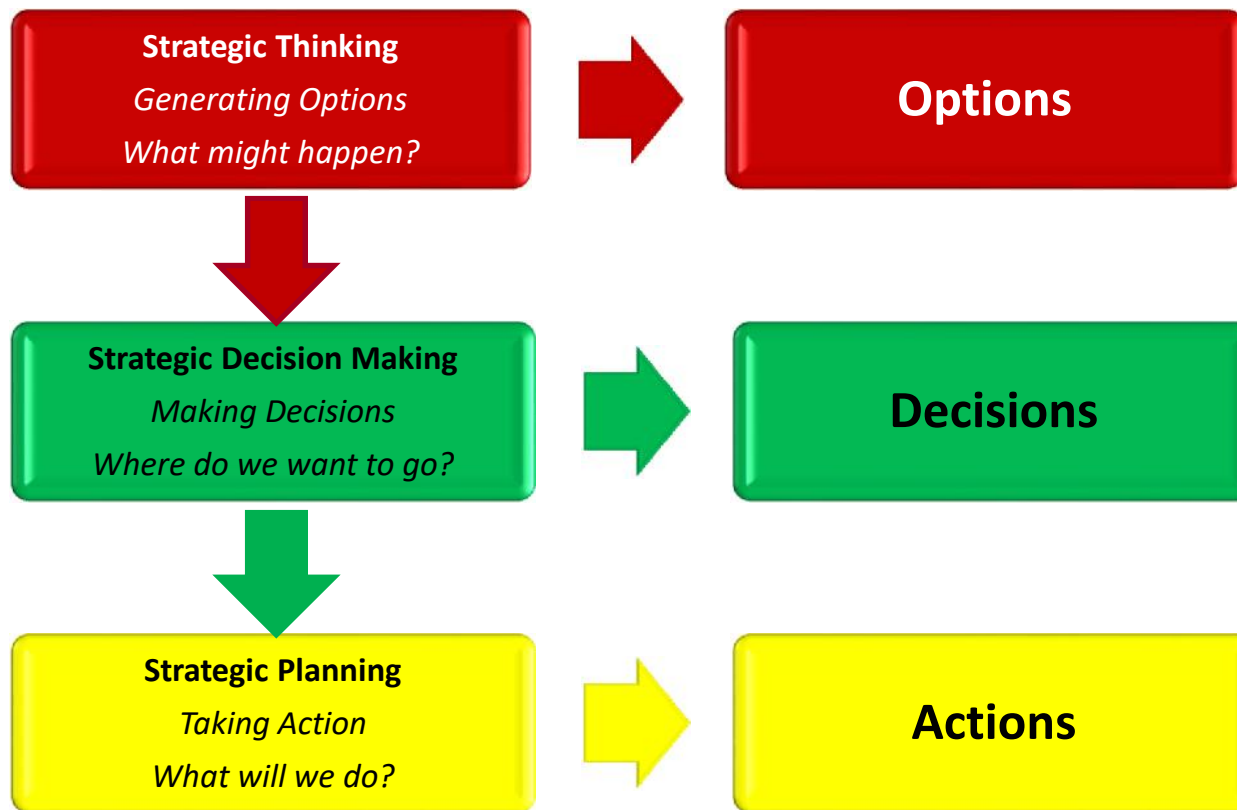 Strategic Thinking
Generating Options
What might happen?
Options
Strategic Decision Making
Making Decisions
Where do we want to go?
Decisions
Strategic Planning
Taking Action
What will we do?
Actions